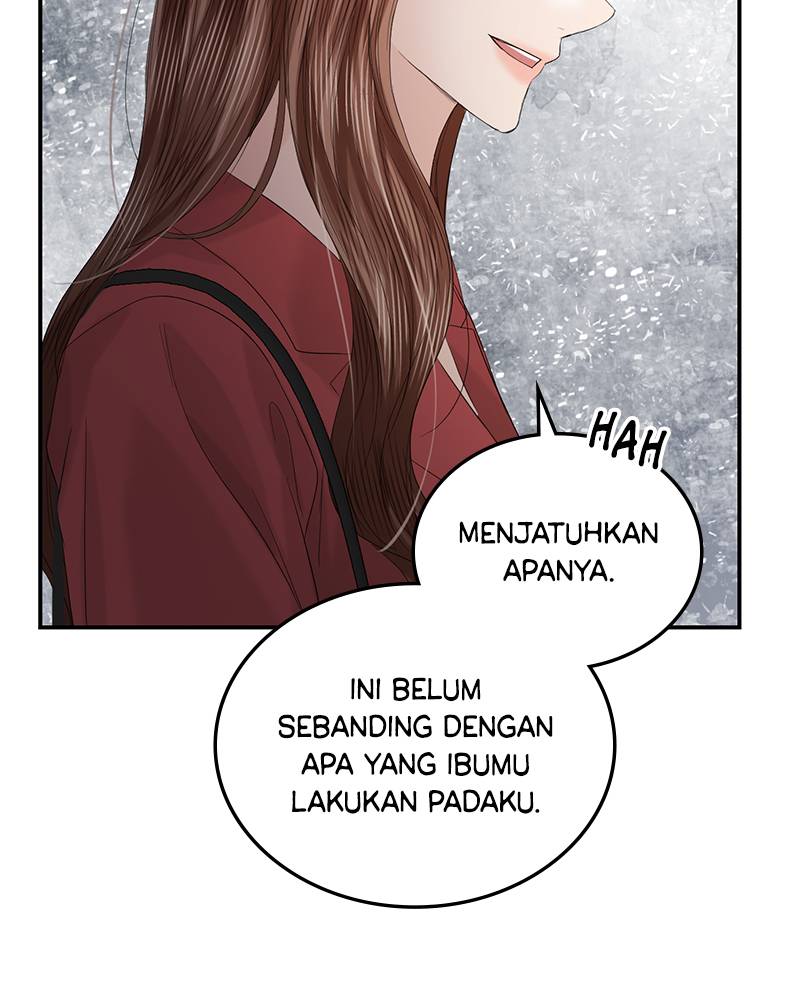 HAH
MENJATUHKAN
APANYA.
INI BELUM
SEBANDING DENGAN
APA YANG IBUMU
LAKUKAN PADAKU.